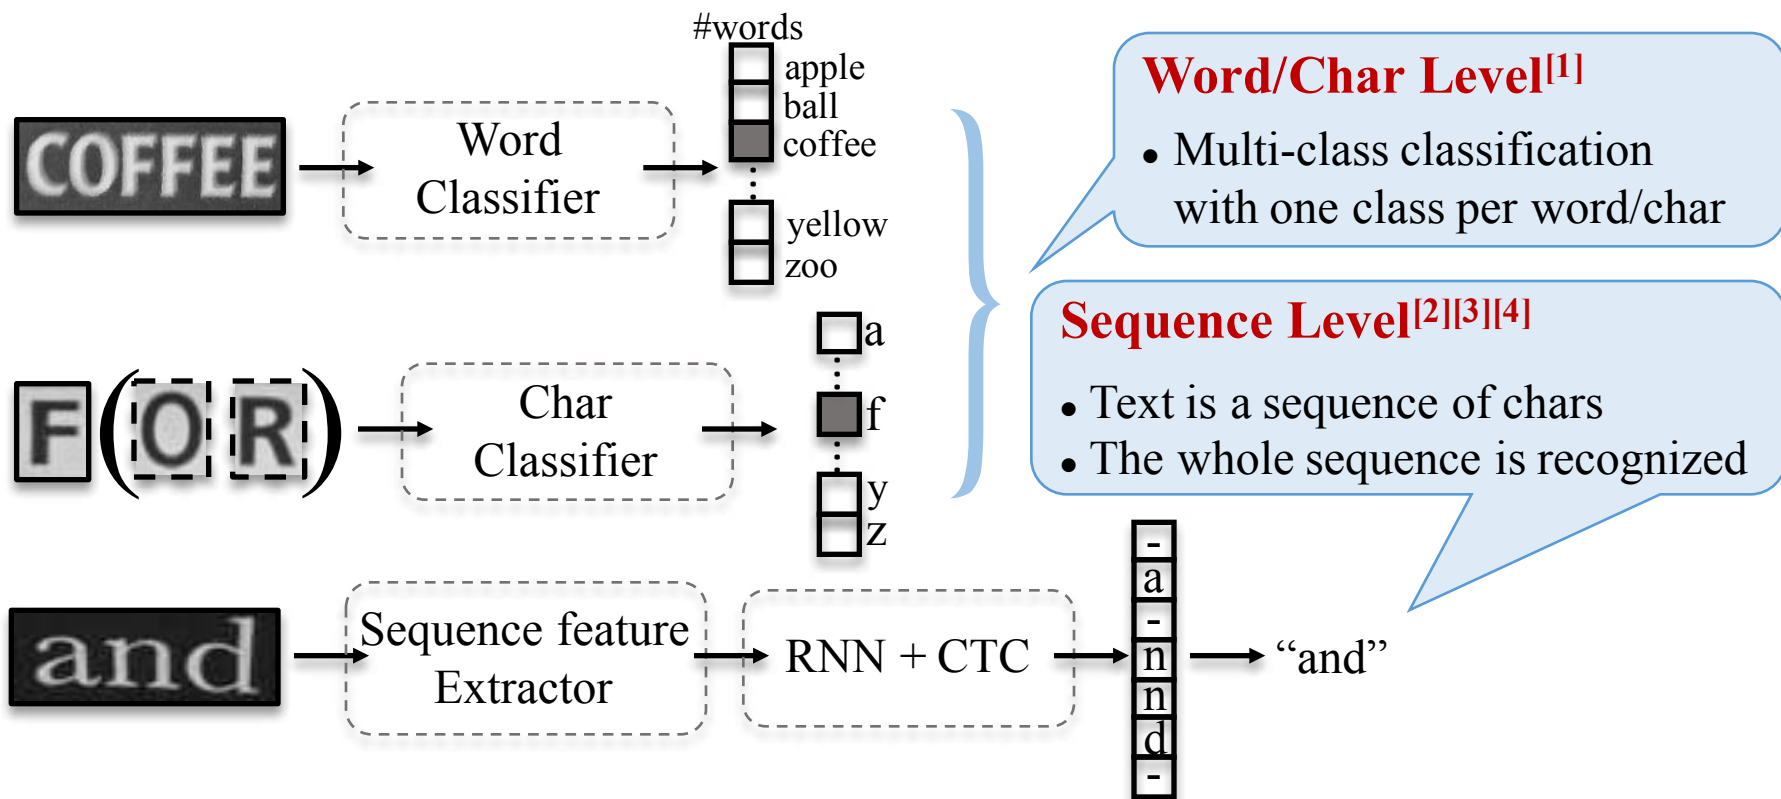 #words
apple
ball
coffee
yellow
zoo
COFFEE
Word
Classifier
Word/Char Level[1]
• Multi-class classification
with one class per word/char
F(OR)
Char
Classifier
a
f
y
z
Sequence Level[2][3][4]
• Text is a sequence of chars
• The whole sequence is recognized
and
Sequence feature
Extractor
RNN + CTC
-
a
-
n
n
d
-
“and”